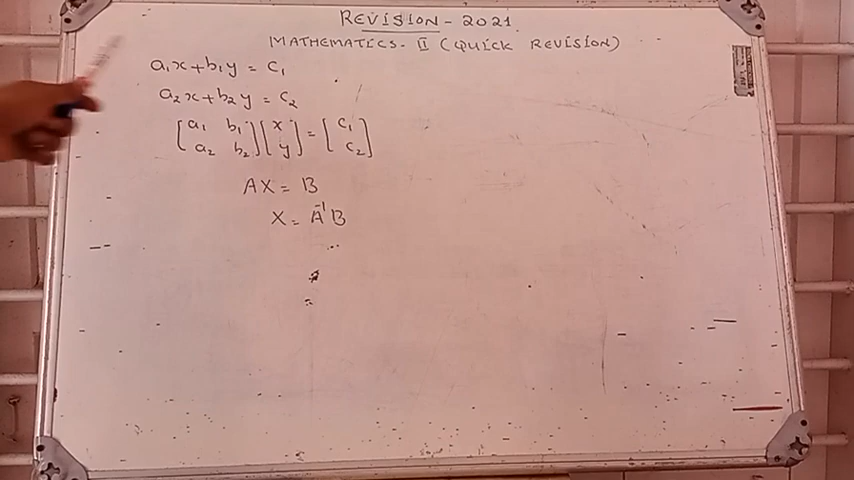 REVISION - 2021
MATHEMATICS - II (QUICK REVISION)
a₁x + b₁y = c₁
a₂x + b₂y = c₂
[a₁ b₁] [x] = [c₁]
[a₂ b₂] [y] [c₂]
AX = B
X = A⁻¹B